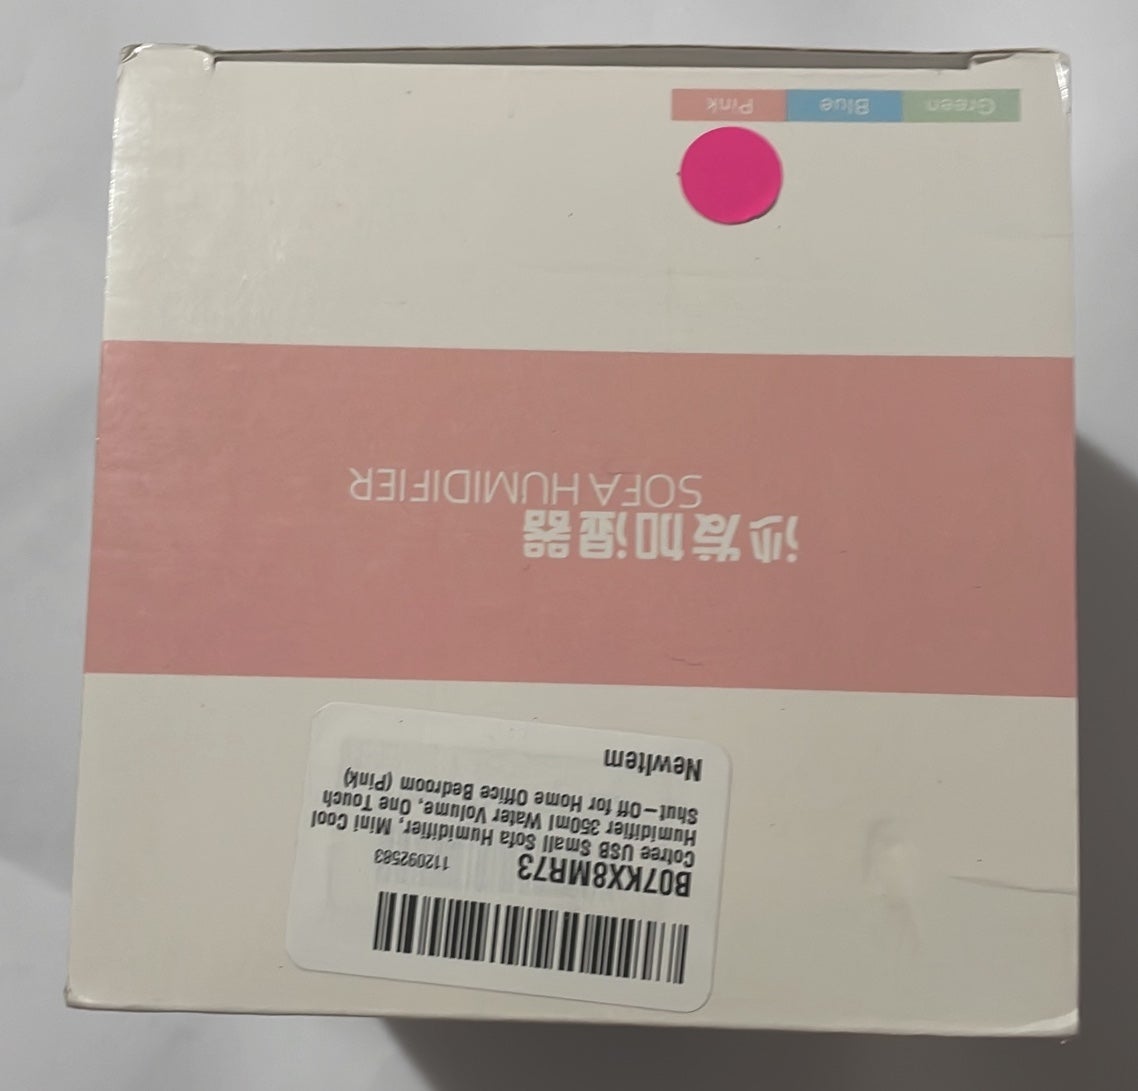 B07KX8MR73 112092583
Cotree USB Small Sofa Humidifier, Mini Cool
Humidifier 350ml Water Volume, One Touch
Shut-Off for Home Office Bedroom (Pink)
NewItem
沙发加湿器
SOFA HUMIDIFIER
Green Blue Pink